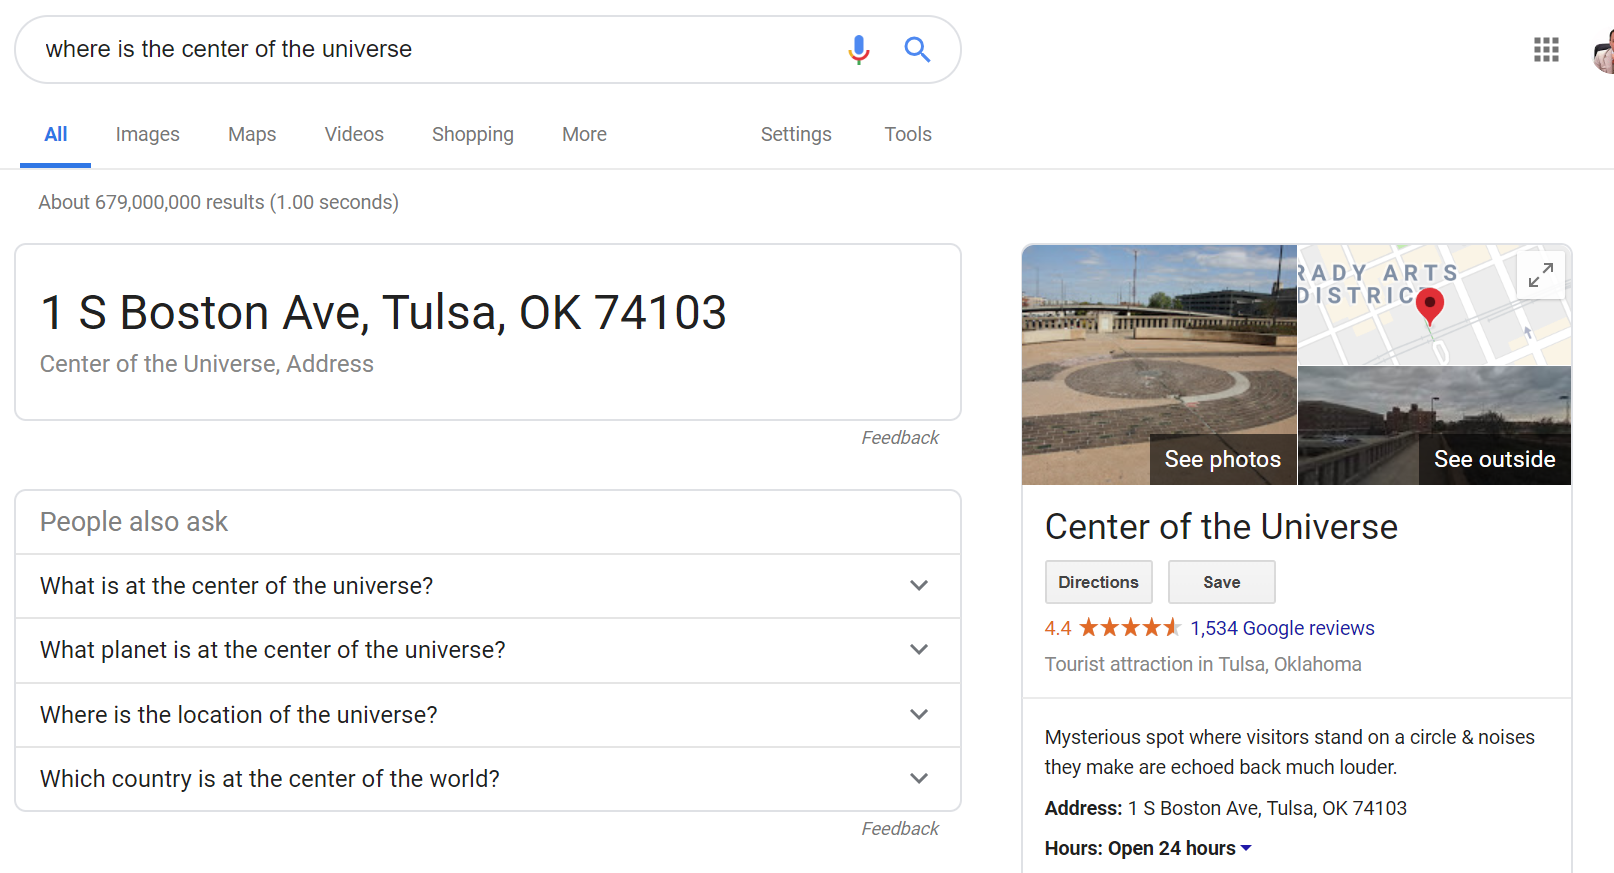 where is the center of the universe
All Images Maps Videos Shopping More Settings Tools
About 679,000,000 results (1.00 seconds)
1 S Boston Ave, Tulsa, OK 74103
Center of the Universe, Address
Feedback
People also ask
What is at the center of the universe?
What planet is at the center of the universe?
Where is the location of the universe?
Which country is at the center of the world?
Feedback
RADY ARTS
DISTRIC
See photos
See outside
Center of the Universe
Directions Save
4.4 1,534 Google reviews
Tourist attraction in Tulsa, Oklahoma
Mysterious spot where visitors stand on a circle & noises
they make are echoed back much louder.
Address: 1 S Boston Ave, Tulsa, OK 74103
Hours: Open 24 hours